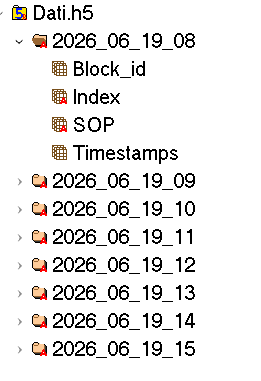 Dati.h5
2026_06_19_08
Block_id
Index
SOP
Timestamps
2026_06_19_09
2026_06_19_10
2026_06_19_11
2026_06_19_12
2026_06_19_13
2026_06_19_14
2026_06_19_15